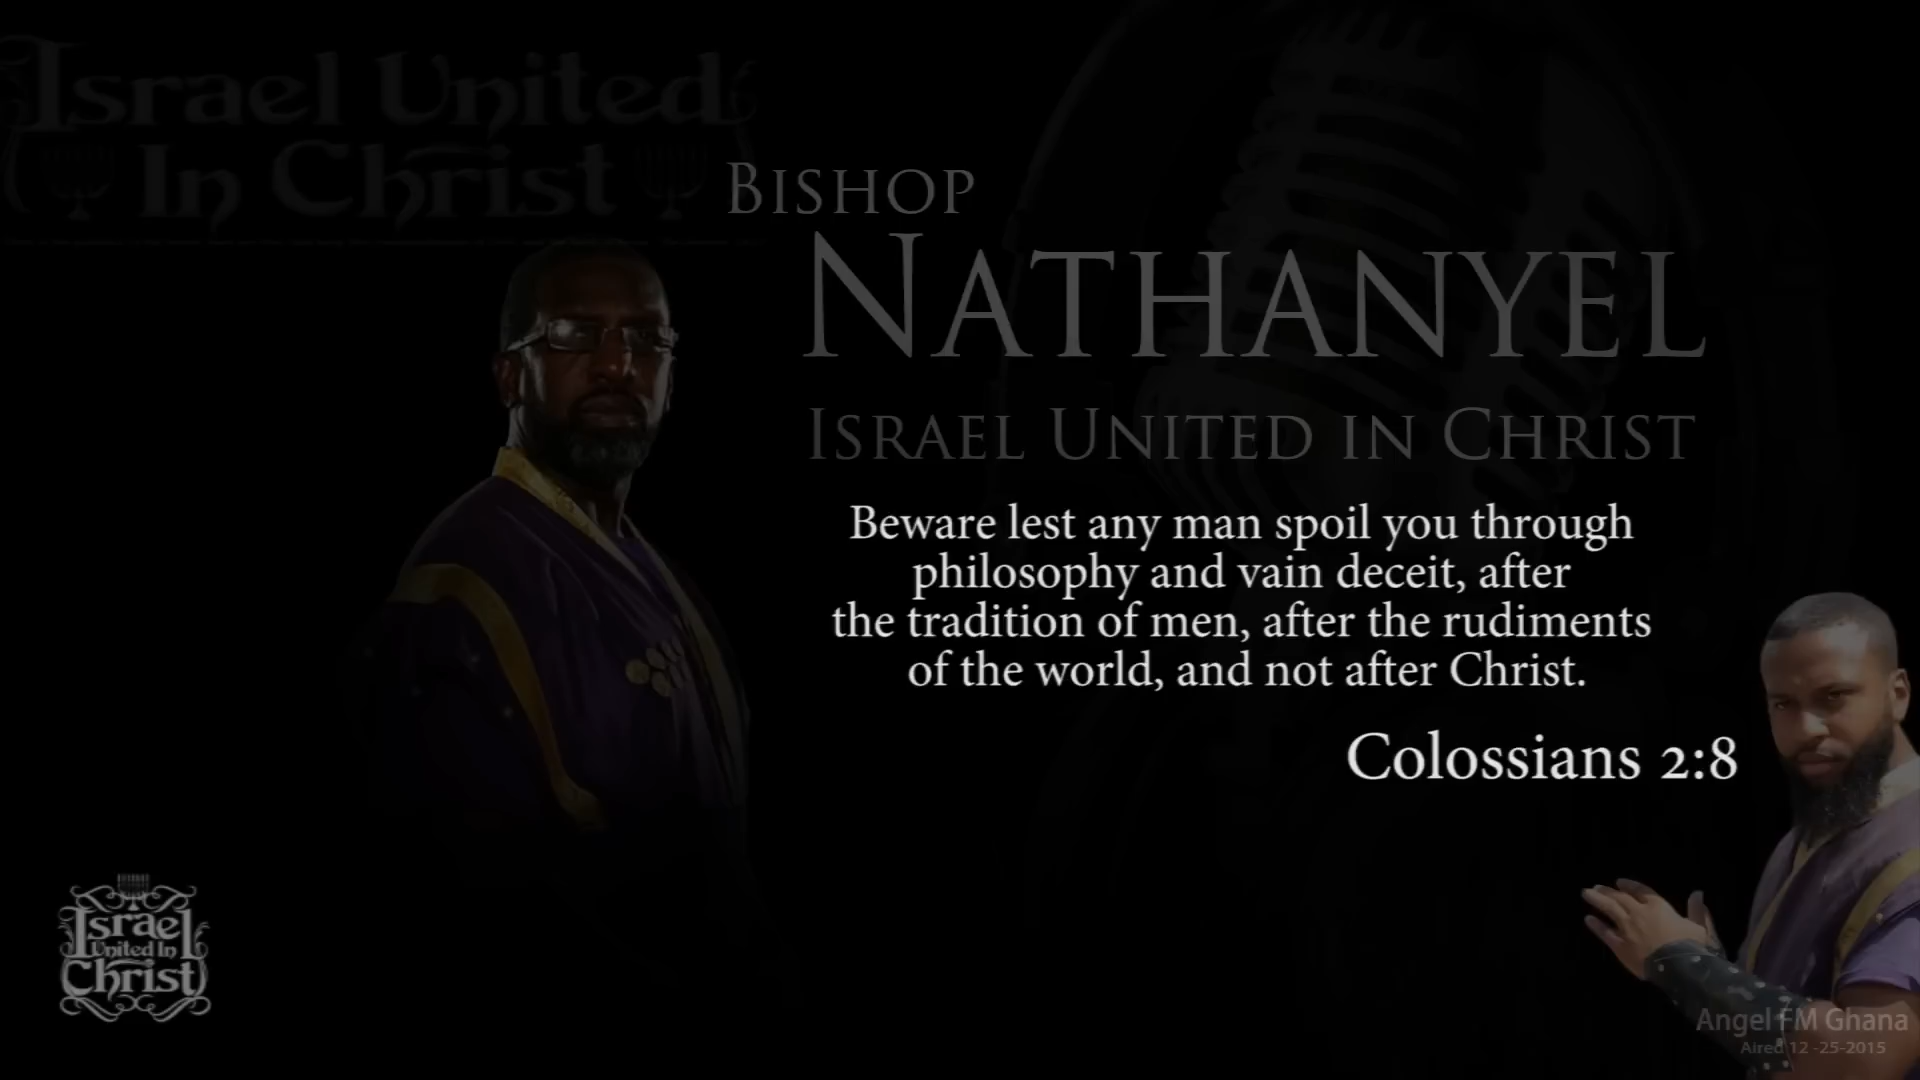 Israel United
In Christ
BISHOP
NATHANYEL
ISRAEL UNITED IN CHRIST
Beware lest any man spoil you through
philosophy and vain deceit, after
the tradition of men, after the rudiments
of the world, and not after Christ.
Colossians 2:8
Israel
United In
Christ
Angel FM Ghana
Aired 12 -25-2015